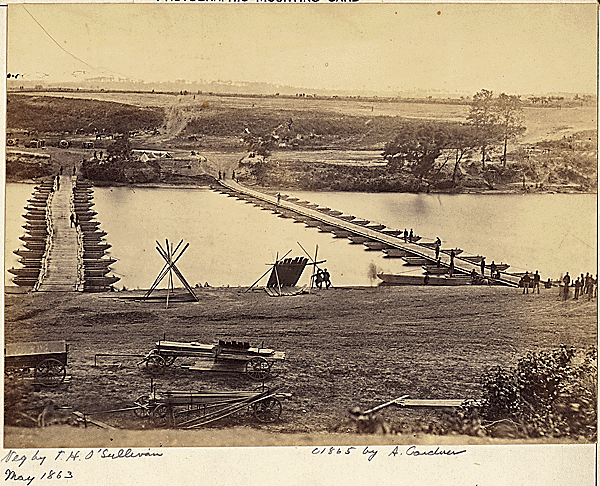 PHOTOGRAPHIC MOUNTING CARD
Neg by T. H. O'Sullivan
c1865 by A. Gardner
May 1863